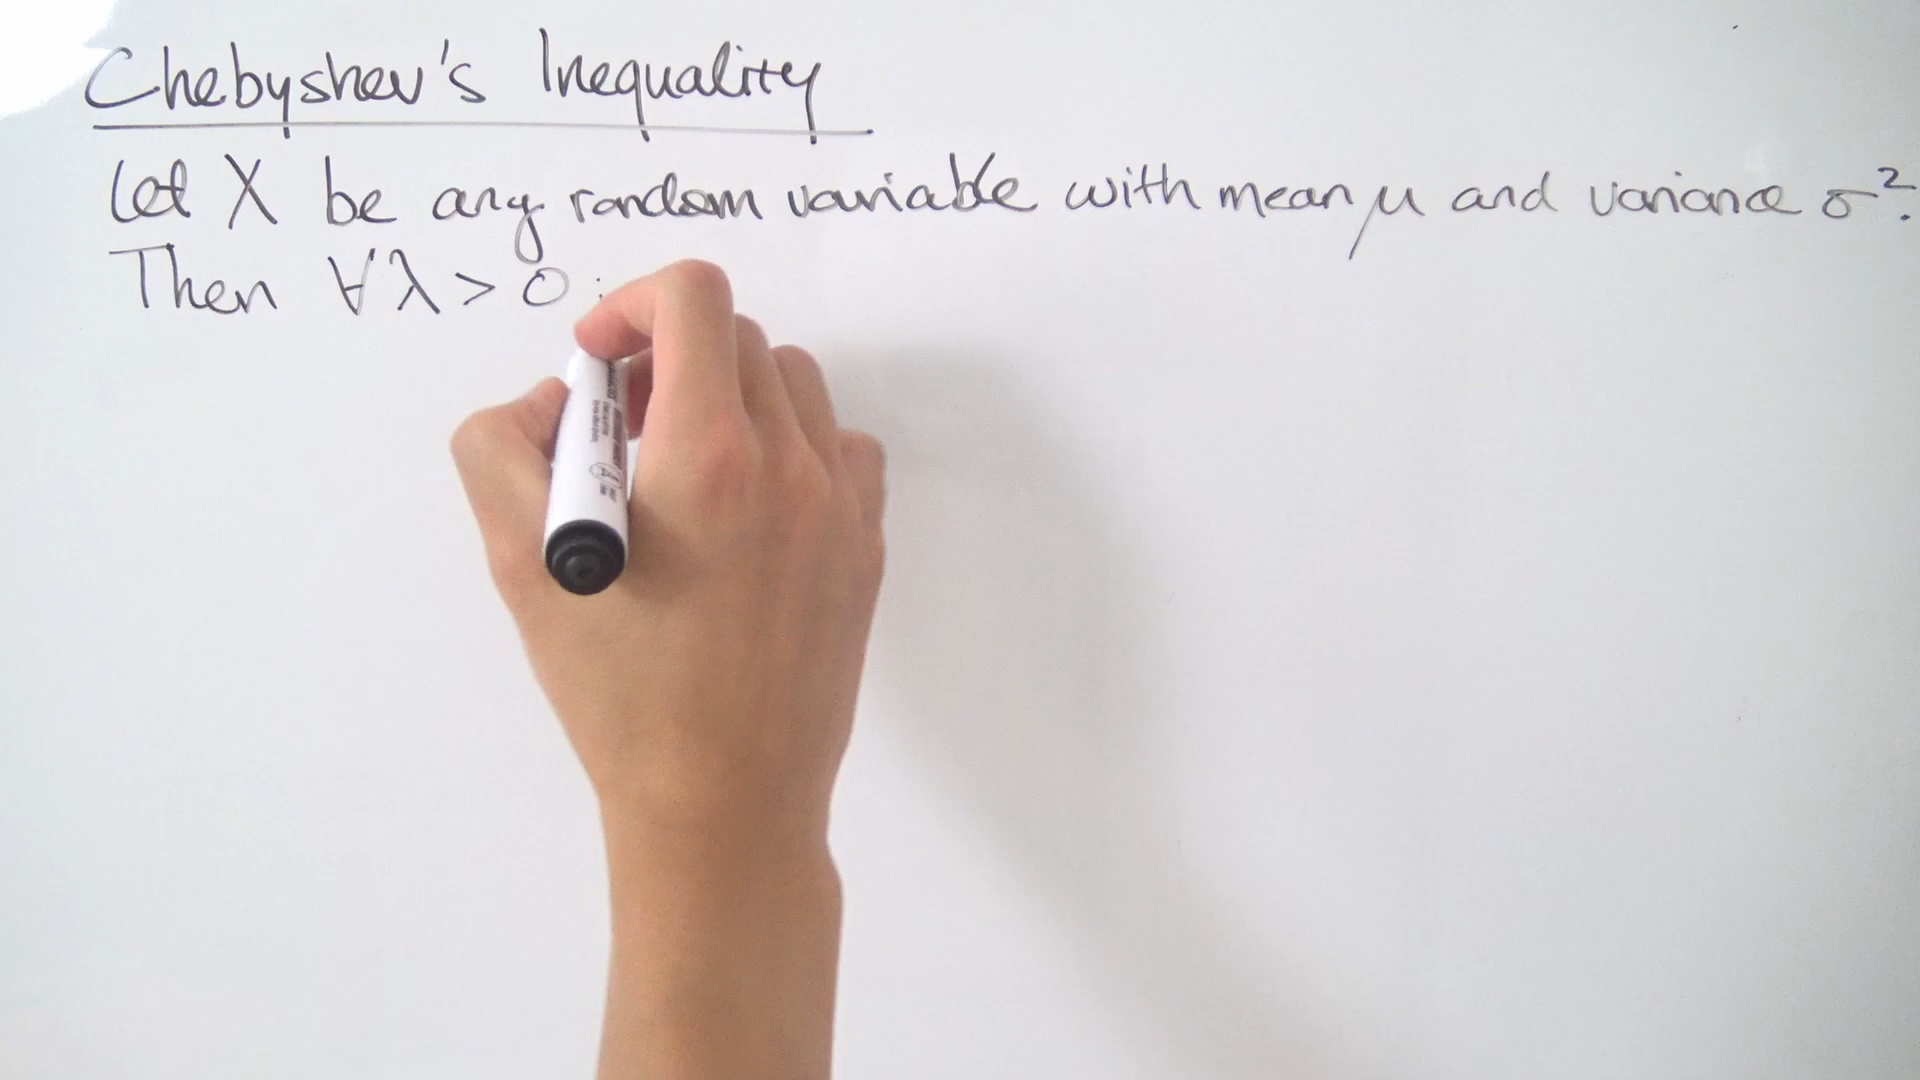 Chebyshev's Inequality
Let X be any random variable with mean μ and variance σ².
Then ∀λ > 0 :